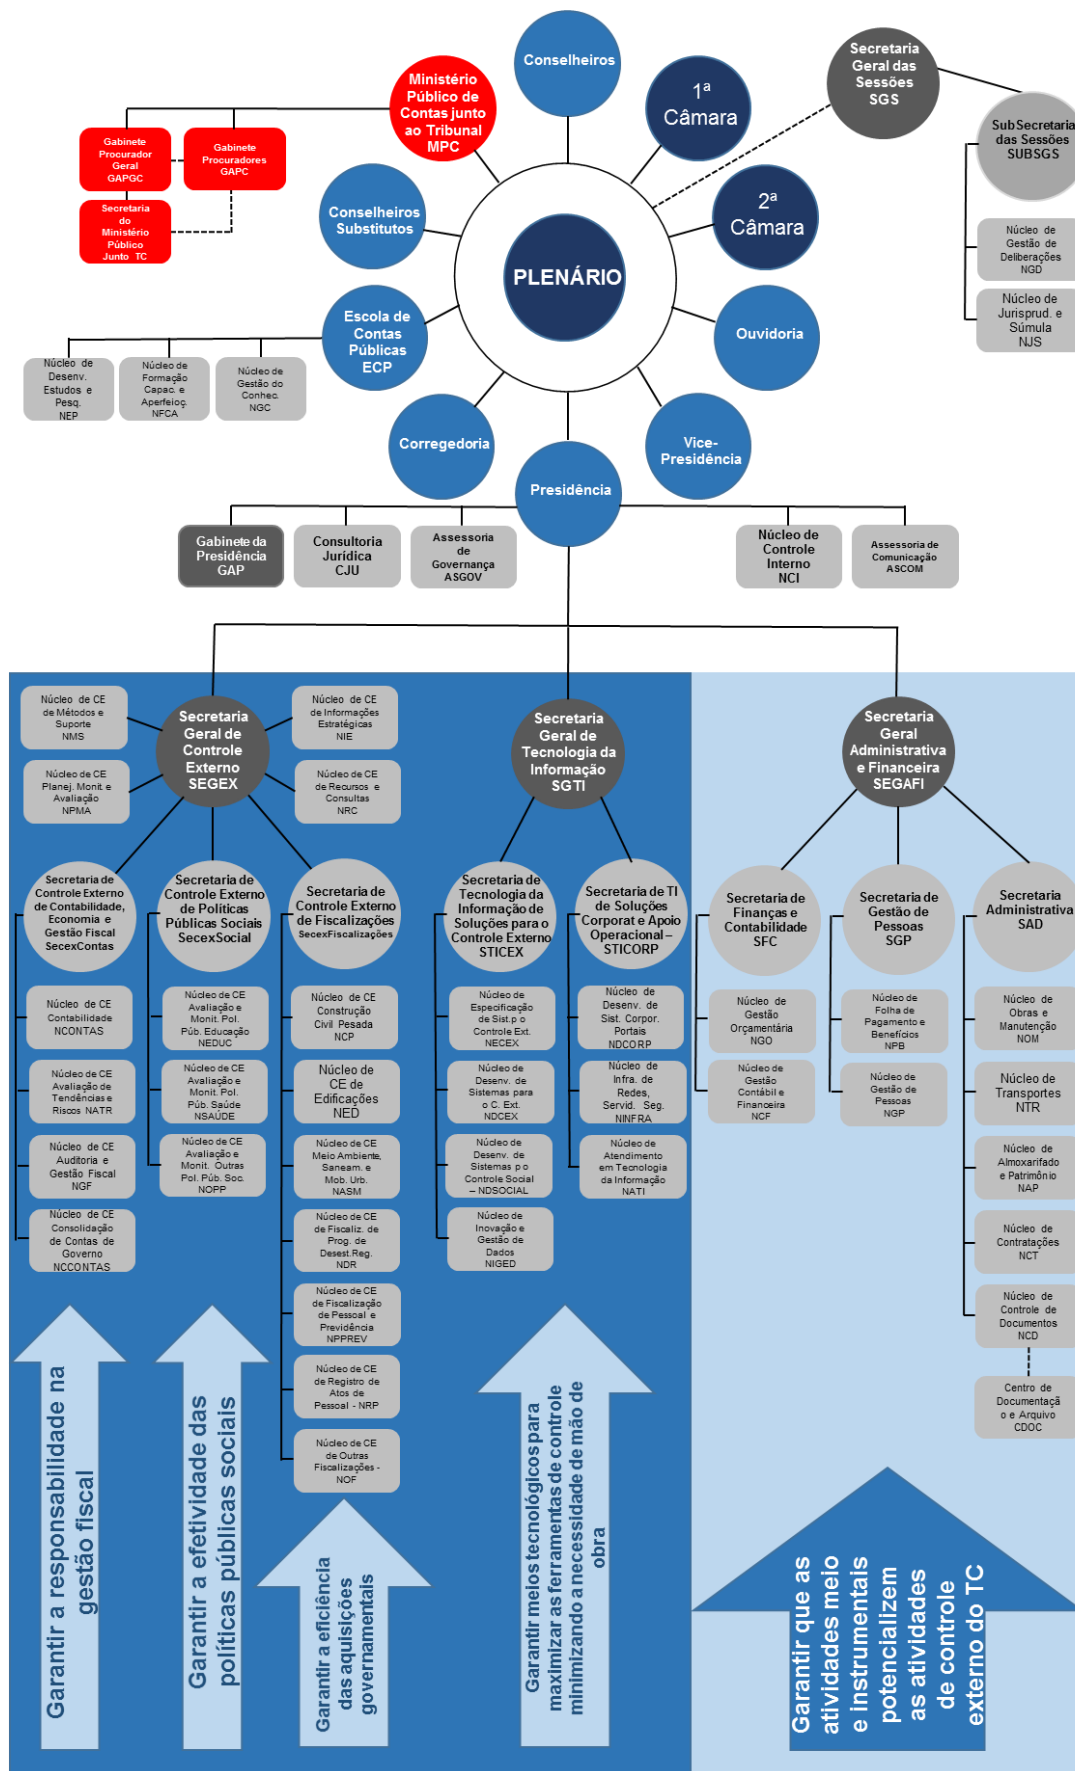 Conselheiros
1ª
Câmara
Secretaria
Geral das
Sessões
SGS
Ministério
Público de
Contas junto
ao Tribunal
MPC
SubSecretaria
das Sessões
SUBSGS
Gabinete
Procurador
Geral
GAPGC
Gabinete
Procuradores
GAPC
Secretaria
do
Ministério
Público
Junto TC
Conselheiros
Substitutos
2ª
Câmara
PLENÁRIO
Núcleo de
Gestão de
Deliberações
NGD
Núcleo de
Jurisprud. e
Súmula
NJS
Escola de
Contas
Públicas
ECP
Ouvidoria
Núcleo de
Desenv.
Estudos e
Pesq.
NEP
Núcleo de
Formação
Capac. e
Aperfeioç.
NFCA
Núcleo de
Gestão do
Conhec.
NGC
Corregedoria
Vice-
Presidência
Presidência
Gabinete da
Presidência
GAP
Consultoria
Jurídica
CJU
Assessoria
de
Governança
ASGOV
Núcleo de
Controle
Interno
NCI
Assessoria de
Comunicação
ASCOM
Núcleo de CE
de Métodos e
Suporte
NMS
Secretaria
Geral de
Controle
Externo
SEGEX
Núcleo de CE
de Informações
Estratégicas
NIE
Núcleo de CE
Planej. Monit. e
Avaliação
NPMA
Núcleo de CE
de Recursos e
Consultas
NRC
Secretaria
Geral de
Tecnologia da
Informação
SGTI
Secretaria
Geral
Administrativa
e Financeira
SEGAFI
Secretaria de
Controle Externo
de Contabilidade,
Economia e
Gestão Fiscal
SecexContas
Secretaria de
Controle Externo
de Políticas
Públicas Sociais
SecexSocial
Secretaria de
Controle Externo
de Fiscalizações
SecexFiscalizações
Secretaria de
Tecnologia da
Informação de
Soluções para o
Controle Externo
STICEX
Secretaria de TI
de Soluções
Corporat e Apoio
Operacional –
STICORP
Secretaria
de Finanças e
Contabilidade
SFC
Secretaria
de Gestão de
Pessoas
SGP
Secretaria
Administrativa
SAD
Núcleo de CE
Contabilidade
NCONTAS
Núcleo de CE
Avaliação de
Tendências e
Riscos NATR
Núcleo de CE
Auditoria e
Gestão Fiscal
NGF
Núcleo de CE
Consolidação
de Contas de
Governo
NCCONTAS
Núcleo de CE
Avaliação e
Monit. Pol.
Púb. Educação
NEDUC
Núcleo de CE
Avaliação e
Monit. Pol.
Púb. Saúde
NSAÚDE
Núcleo de CE
Avaliação e
Monit. Outras
Pol. Púb. Soc.
NOPP
Núcleo de CE
Construção
Civil Pesada
NCP
Núcleo de
CE de
Edificações
NED
Núcleo de CE
Meio Ambiente,
Saneam. e
Mob. Urb.
NASM
Núcleo de CE
de Fiscaliz. de
Prog. de
Desest.Reg.
NDR
Núcleo de CE
de Fiscalização
de Pessoal e
Previdência
NPPREV
Núcleo de CE
de Registro de
Atos de
Pessoal - NRP
Núcleo de CE
de Outras
Fiscalizações -
NOF
Núcleo de
Especificação
de Sist.p o
Controle Ext.
NECEX
Núcleo de
Desenv. de
Sistemas para
o C. Ext.
NDCEX
Núcleo de
Desenv. de
Sistemas p o
Controle Social
– NDSOCIAL
Núcleo de
Inovação e
Gestão de
Dados
NIGED
Núcleo de
Desenv. de
Sist. Corpor.
Portais
NDCORP
Núcleo de
Infra. de
Redes,
Servid. Seg.
NINFRA
Núcleo de
Atendimento
em Tecnologia
da Informação
NATI
Núcleo de
Gestão
Orçamentária
NGO
Núcleo de
Gestão
Contábil e
Financeira
NCF
Núcleo de
Folha de
Pagamento e
Benefícios
NPB
Núcleo de
Gestão de
Pessoas
NGP
Núcleo de
Obras e
Manutenção
NOM
Núcleo de
Transportes
NTR
Núcleo de
Almoxarifado
e Patrimônio
NAP
Núcleo de
Contratações
NCT
Núcleo de
Controle de
Documentos
NCD
Centro de
Documentaçã
o e Arquivo
CDOC
Garantir a responsabilidade na
gestão fiscal
Garantir a efetividade das
políticas públicas sociais
Garantir a eficiência
das aquisições
governamentais
Garantir meios tecnológicos para
maximizar as ferramentas de controle
minimizando a necessidade de mão de
obra
Garantir que as
atividades meio
e instrumentais
potencializem
as atividades
de controle
externo do TC